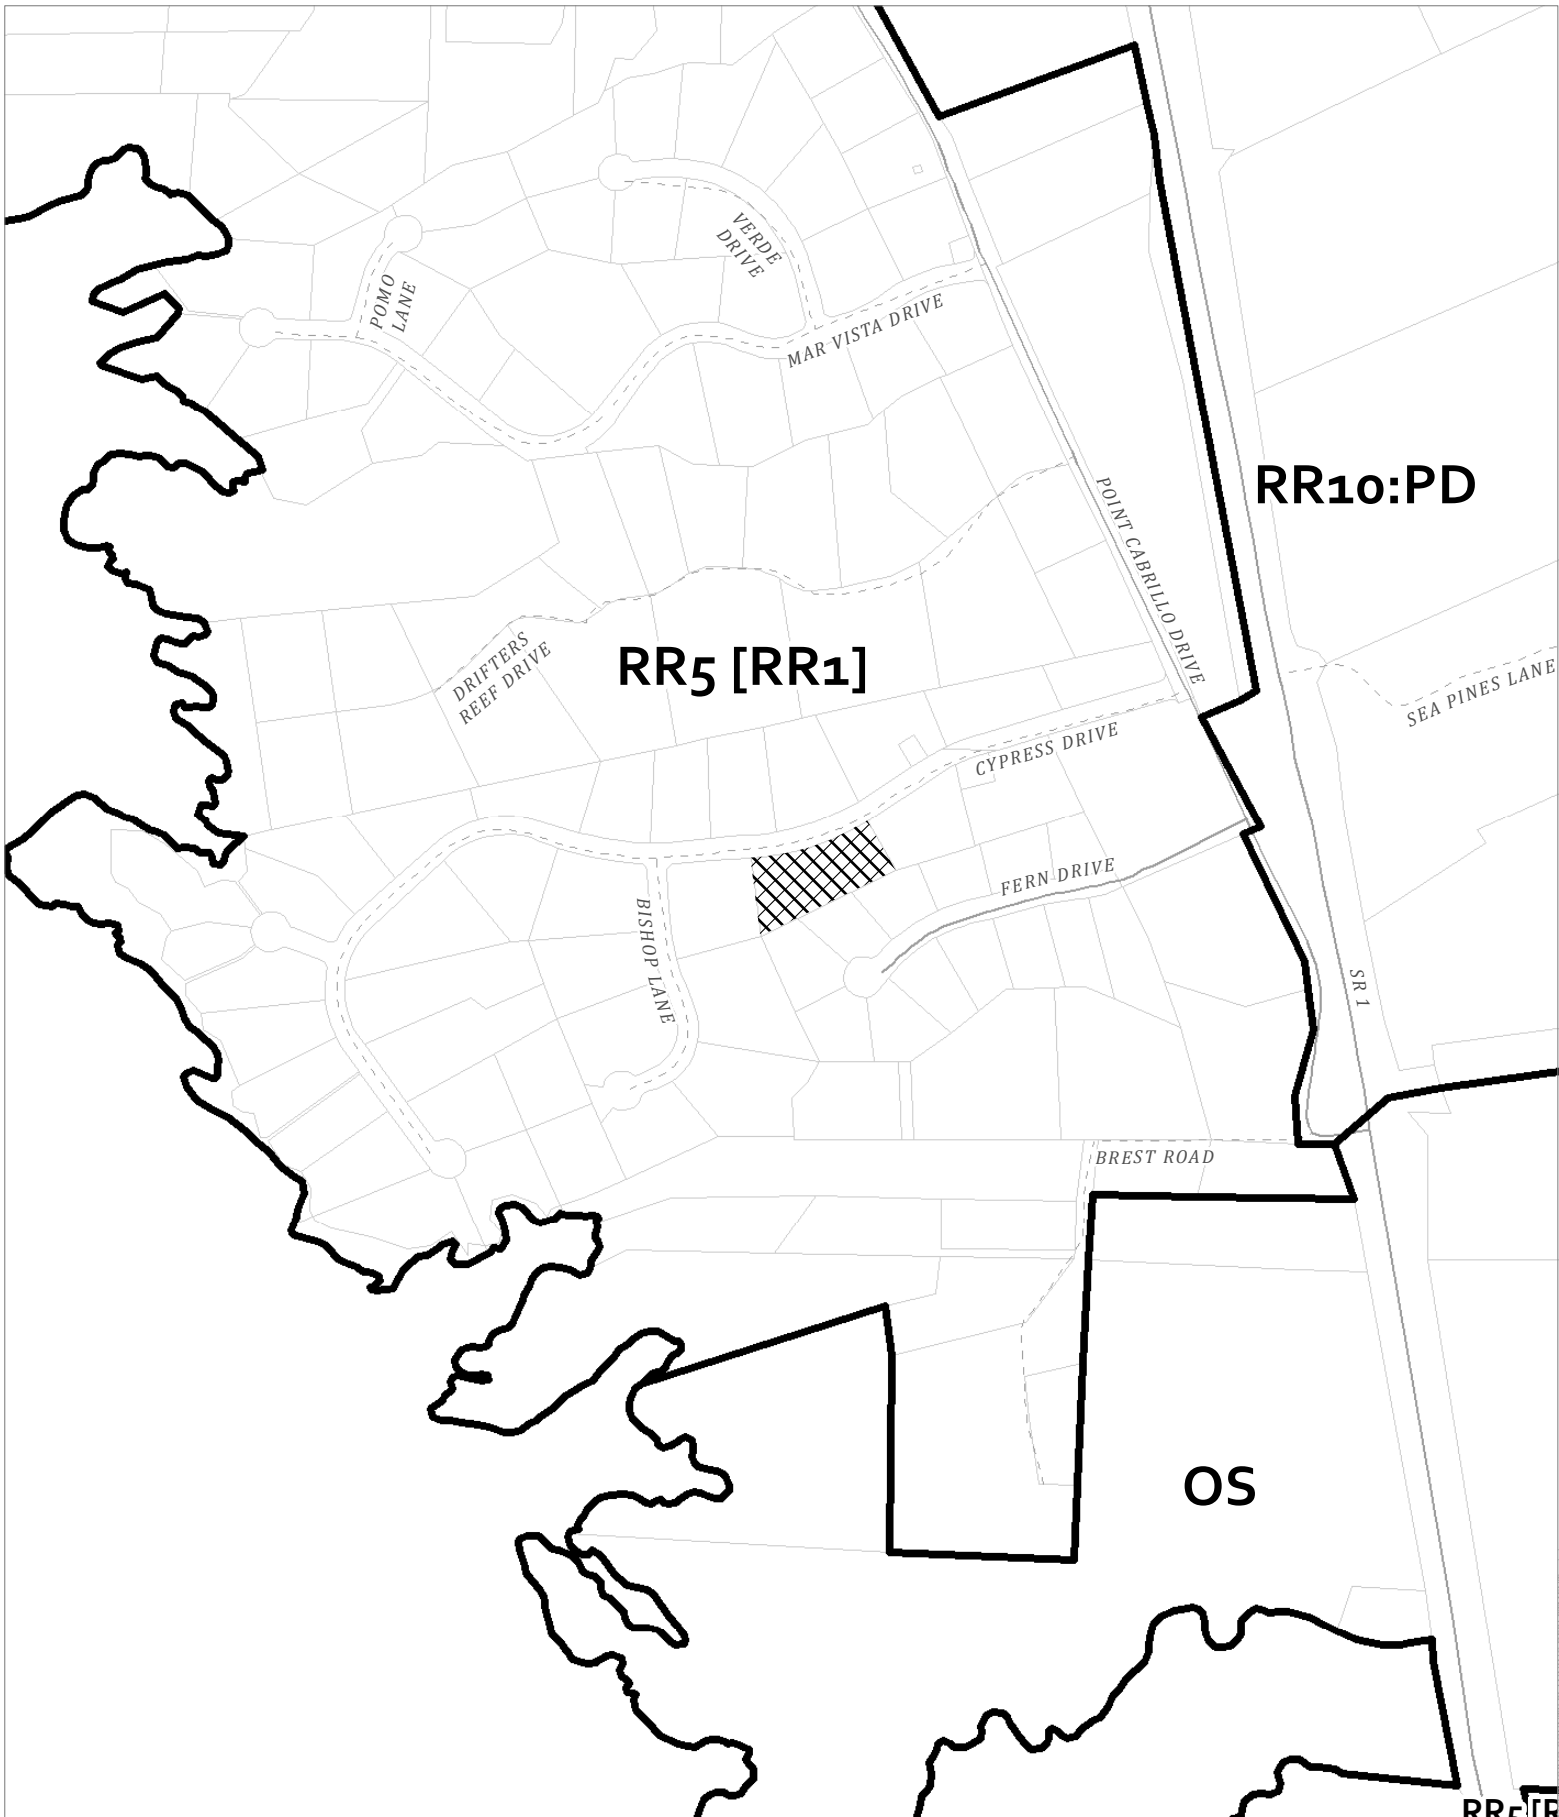 VERDE
DRIVE
POMO
LANE
MAR VISTA DRIVE
RR10:PD
POINT CABRILLO DRIVE
DRIFTERS
REEF DRIVE
RR5 [RR1]
SEA PINES LANE
CYPRESS DRIVE
FERN DRIVE
BISHOP LANE
SR 1
BREST ROAD
OS